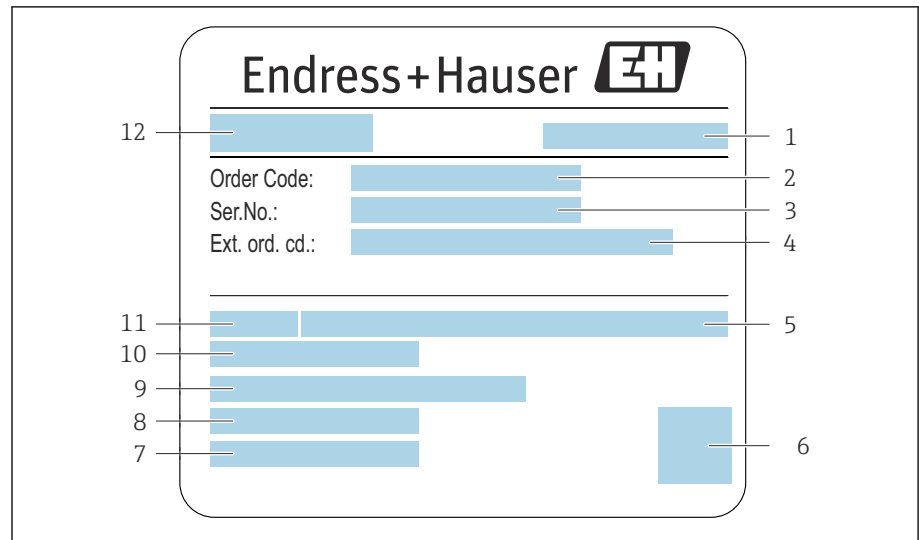 Endress+Hauser EH
12 1
Order Code: 2
Ser.No.: 3
Ext. ord. cd.: 4
11 5
10
9
8
7 6